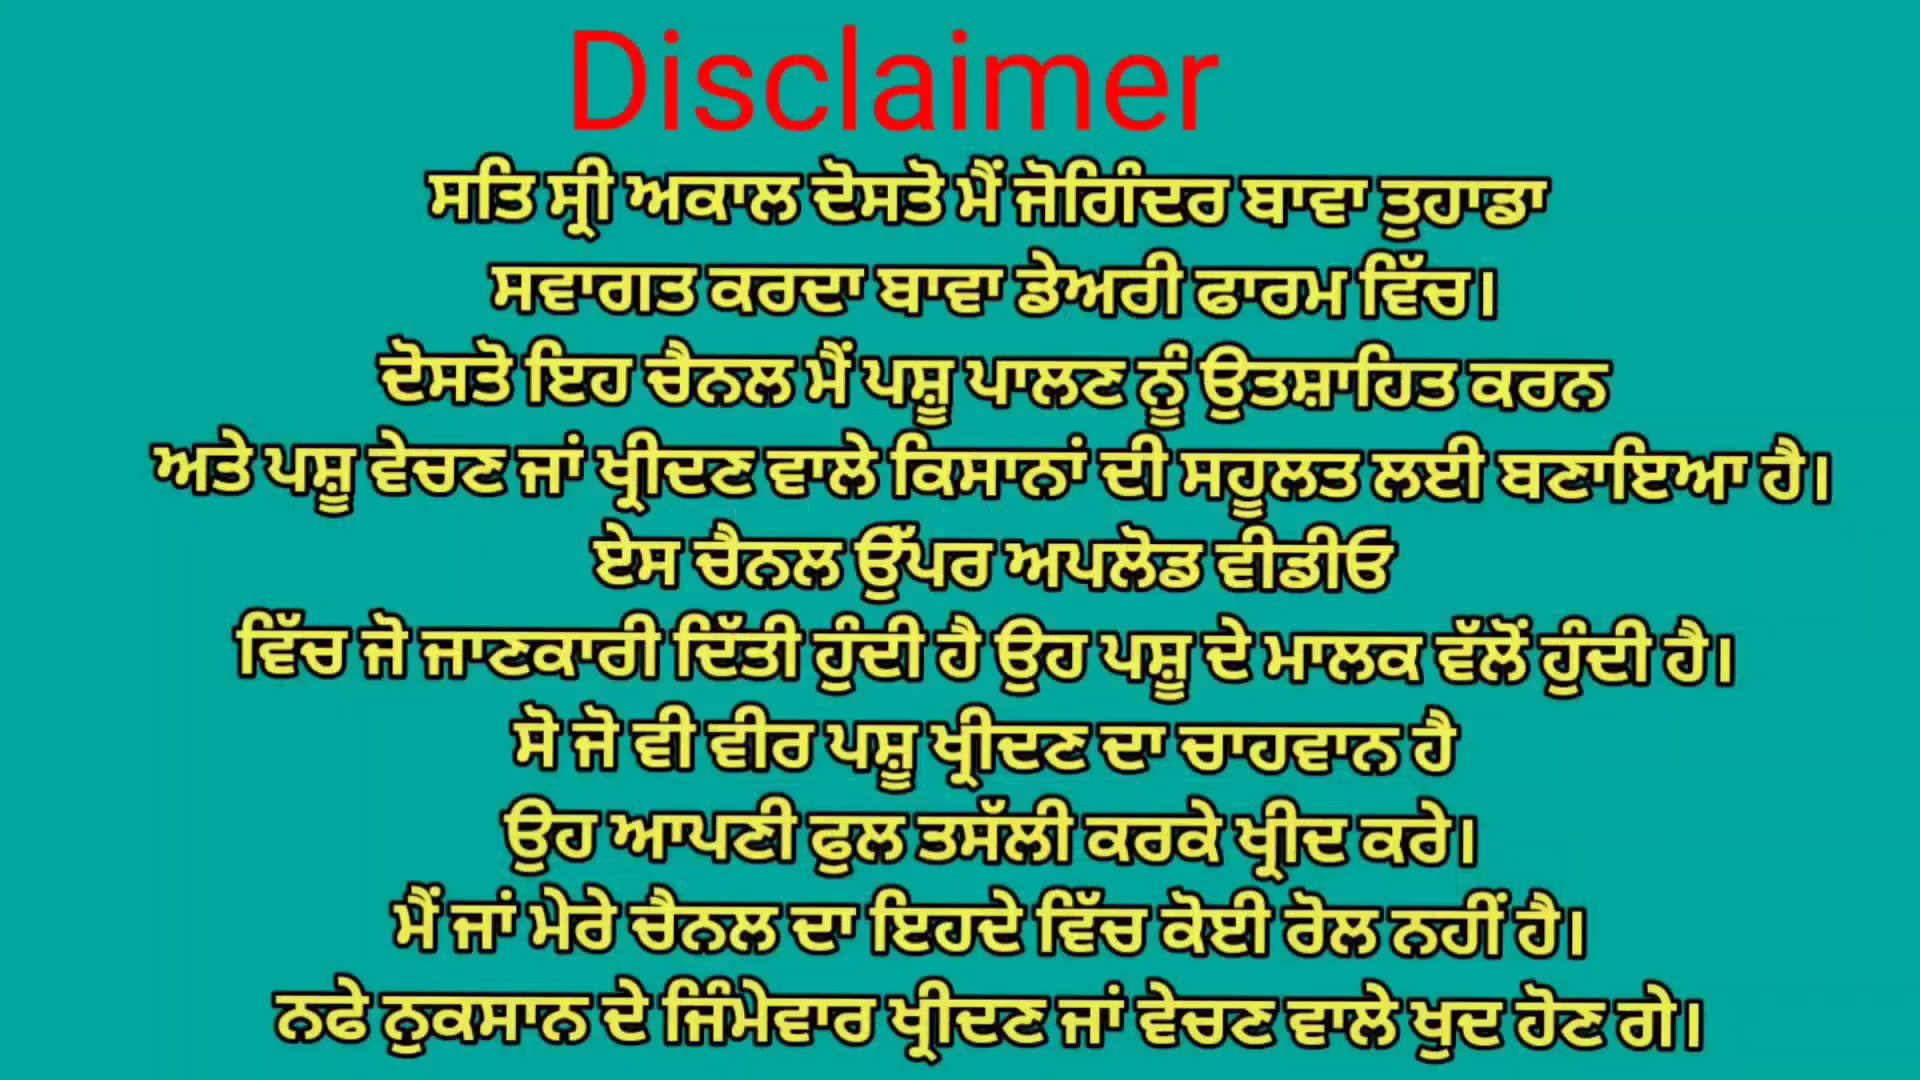 Disclaimer
ਸਤਿ ਸ੍ਰੀ ਅਕਾਲ ਦੋਸਤੋ ਮੈਂ ਜੋਗਿੰਦਰ ਬਾਵਾ ਤੁਹਾਡਾ
ਸਵਾਗਤ ਕਰਦਾ ਬਾਵਾ ਡੇਅਰੀ ਫਾਰਮ ਵਿੱਚ।
ਦੋਸਤੋ ਇਹ ਚੈਨਲ ਮੈਂ ਪਸ਼ੂ ਪਾਲਣ ਨੂੰ ਉਤਸ਼ਾਹਿਤ ਕਰਨ
ਅਤੇ ਪਸ਼ੂ ਵੇਚਣ ਜਾਂ ਖ੍ਰੀਦਣ ਵਾਲੇ ਕਿਸਾਨਾਂ ਦੀ ਸਹੂਲਤ ਲਈ ਬਣਾਇਆ ਹੈ।
ਏਸ ਚੈਨਲ ਉੱਪਰ ਅਪਲੋਡ ਵੀਡੀਓ
ਵਿੱਚ ਜੋ ਜਾਣਕਾਰੀ ਦਿੱਤੀ ਹੁੰਦੀ ਹੈ ਉਹ ਪਸ਼ੂ ਦੇ ਮਾਲਕ ਵੱਲੋਂ ਹੁੰਦੀ ਹੈ।
ਸੋ ਜੋ ਵੀ ਵੀਰ ਪਸ਼ੂ ਖ੍ਰੀਦਣ ਦਾ ਚਾਹਵਾਨ ਹੈ
ਉਹ ਆਪਣੀ ਫੁਲ ਤਸੱਲੀ ਕਰਕੇ ਖ੍ਰੀਦ ਕਰੇ।
ਮੈਂ ਜਾਂ ਮੇਰੇ ਚੈਨਲ ਦਾ ਇਹਦੇ ਵਿੱਚ ਕੋਈ ਰੋਲ ਨਹੀਂ ਹੈ।
ਨਫੇ ਨੁਕਸਾਨ ਦੇ ਜਿੰਮੇਵਾਰ ਖ੍ਰੀਦਣ ਜਾਂ ਵੇਚਣ ਵਾਲੇ ਖੁਦ ਹੋਣ ਗੇ।